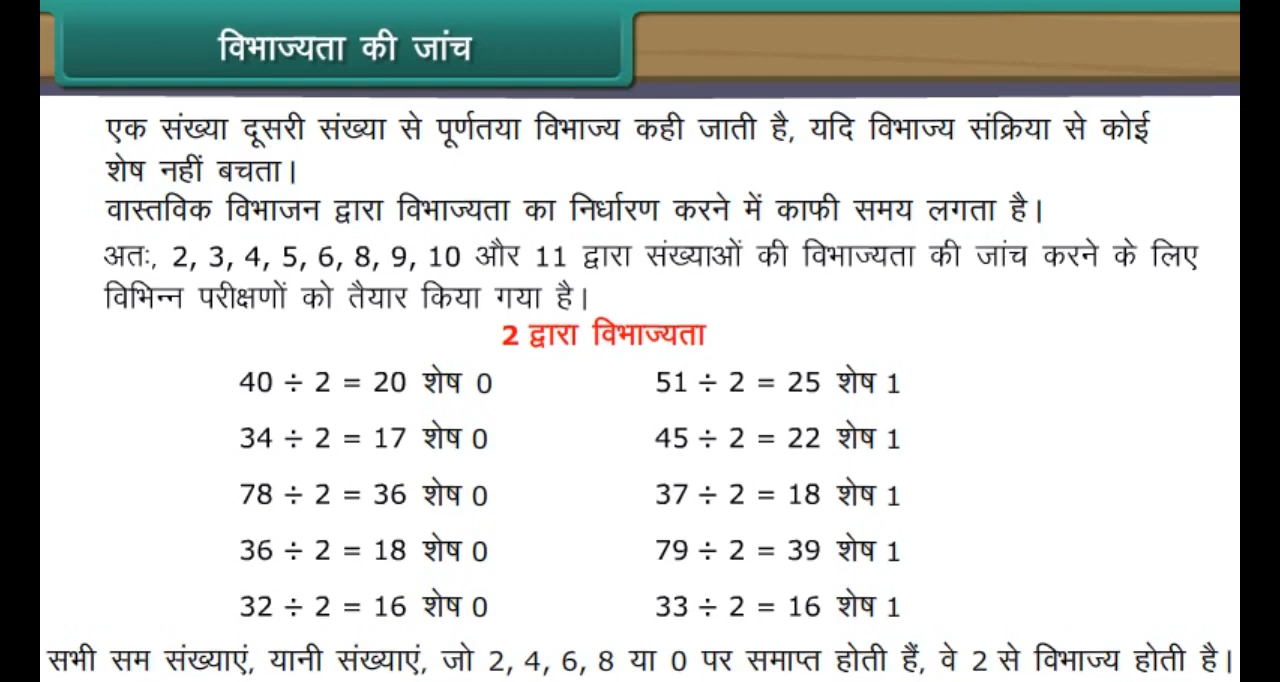 विभाज्यता की जांच
एक संख्या दूसरी संख्या से पूर्णतया विभाज्य कही जाती है, यदि विभाज्य संक्रिया से कोई
शेष नहीं बचता।
वास्तविक विभाजन द्वारा विभाज्यता का निर्धारण करने में काफी समय लगता है।
अतः, 2, 3, 4, 5, 6, 8, 9, 10 और 11 द्वारा संख्याओं की विभाज्यता की जांच करने के लिए
विभिन्न परीक्षणों को तैयार किया गया है।
2 द्वारा विभाज्यता
40 ÷ 2 = 20 शेष 0 51 ÷ 2 = 25 शेष 1
34 ÷ 2 = 17 शेष 0 45 ÷ 2 = 22 शेष 1
78 ÷ 2 = 36 शेष 0 37 ÷ 2 = 18 शेष 1
36 ÷ 2 = 18 शेष 0 79 ÷ 2 = 39 शेष 1
32 ÷ 2 = 16 शेष 0 33 ÷ 2 = 16 शेष 1
सभी सम संख्याएं, यानी संख्याएं, जो 2, 4, 6, 8 या 0 पर समाप्त होती हैं, वे 2 से विभाज्य होती है।